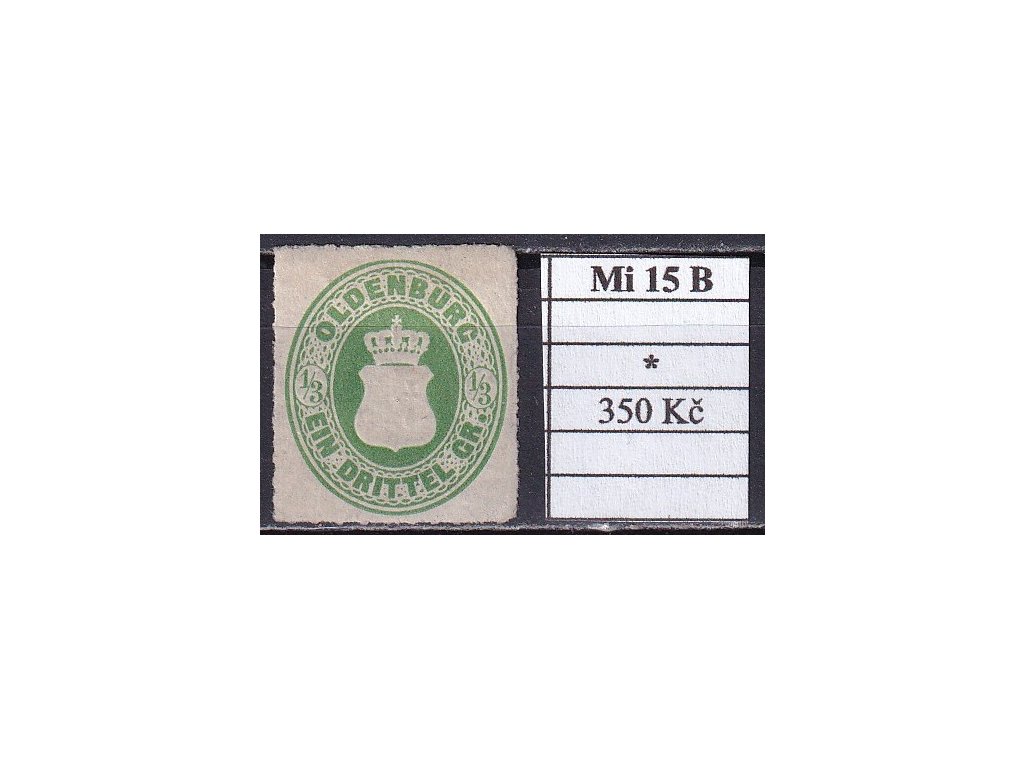 OLDENBURG
1/3 1/3
EIN DRITTEL GR.
Mi 15 B
*
350 Kč